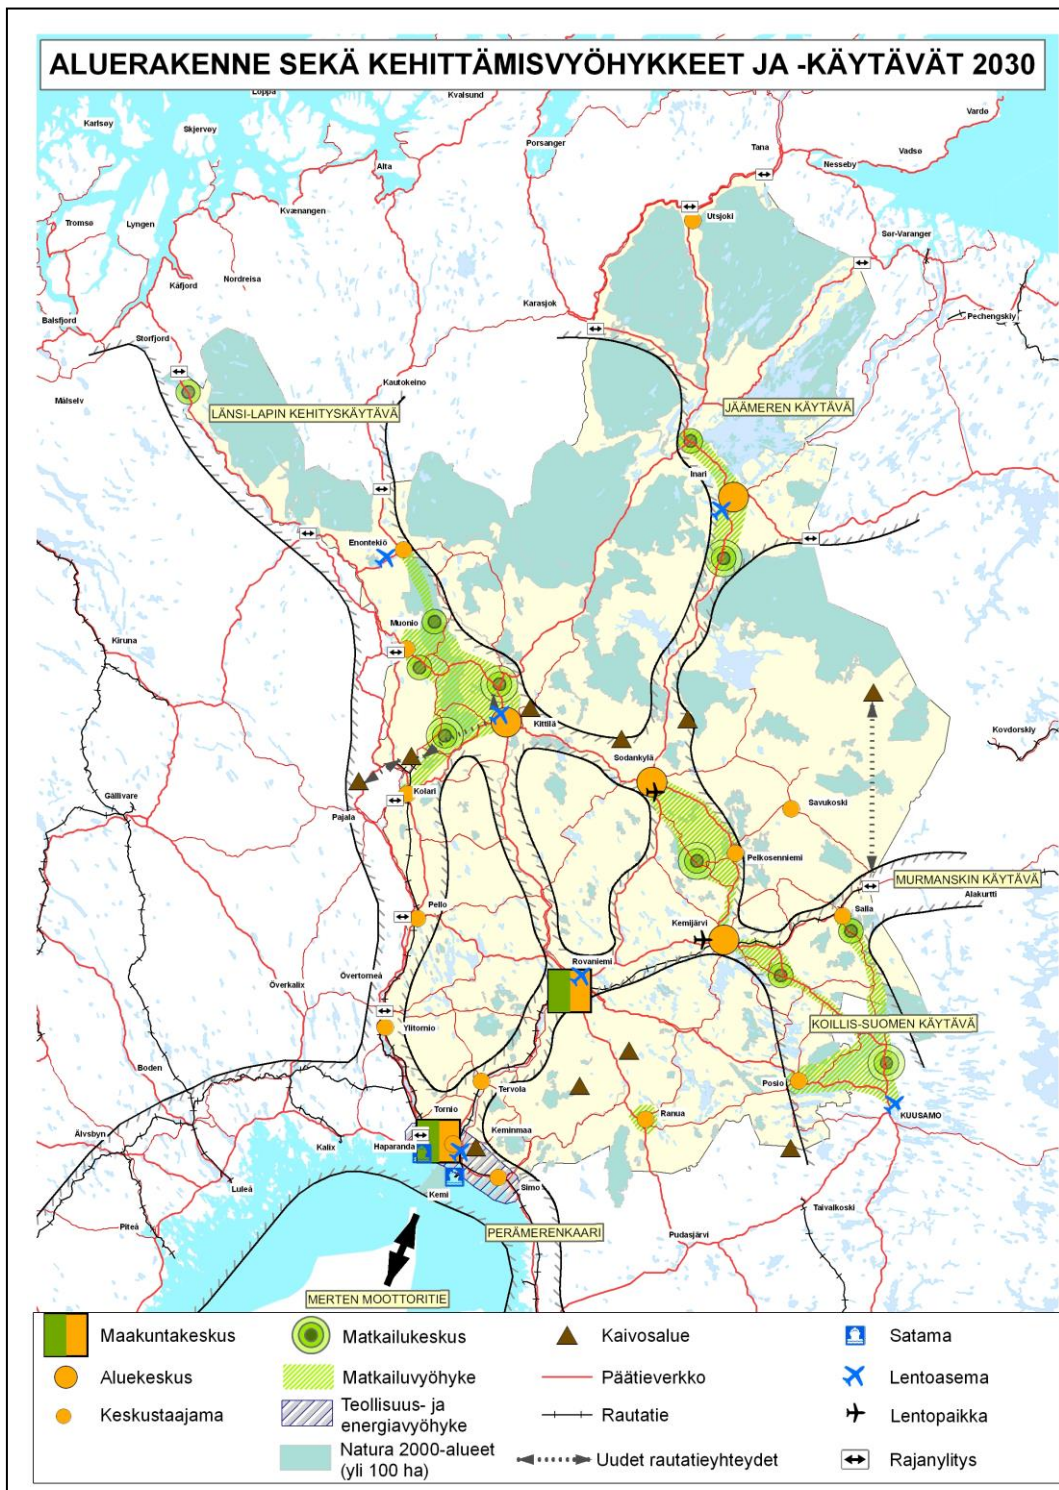 ALUERAKENNE SEKÄ KEHITTÄMISVYÖHYKKEET JA -KÄYTÄVÄT 2030
Loppa
Kvalsund
Vardø
Karlsøy
Skjervøy
Porsanger
Tana
Vadsø
Nesseby
Alta
Tromsø
Lyngen
Kvænangen
Utsjoki
Sør-Varanger
Kåfjord
Nordreisa
Karasjok
Balsfjord
Pechengskiy
Storfjord
Kautokeino
Målselv
LÄNSI-LAPIN KEHITYSKÄYTÄVÄ
JÄÄMEREN KÄYTÄVÄ
Inari
Enontekiö
Muonio
Kiruna
Kittilä
Kovdorskiy
Sodankylä
Gällivare
Kolari
Savukoski
Pajala
Pelkosenniemi
MURMANSKIN KÄYTÄVÄ
Alakurtti
Pello
Salla
Kemijärvi
Övertorneå
Rovaniemi
Överkalix
Ylitornio
KOILLIS-SUOMEN KÄYTÄVÄ
Boden
Tervola
Posio
Tornio
Ranua
KUUSAMO
Älvsbyn
Kalix
Haparanda
Keminmaa
Luleå
Kemi
Simo
Taivalkoski
Piteå
PERÄMERENKAARI
Pudasjärvi
MERTEN MOOTTORITIE
Maakuntakeskus
Matkailukeskus
Kaivosalue
Satama
Aluekeskus
Matkailuvyöhyke
Päätieverkko
Lentoasema
Keskustaajama
Teollisuus- ja
energiavyöhyke
Rautatie
Lentopaikka
Natura 2000-alueet
(yli 100 ha)
Uudet rautatieyhteydet
Rajanylitys